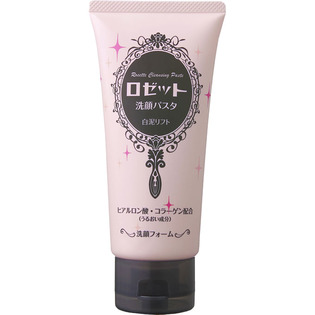 Rosette Cleansing Paste
ロゼット
洗顔パスタ
白泥リフト
ヒアルロン酸・コラーゲン配合
(うるおい成分)
洗顔フォーム